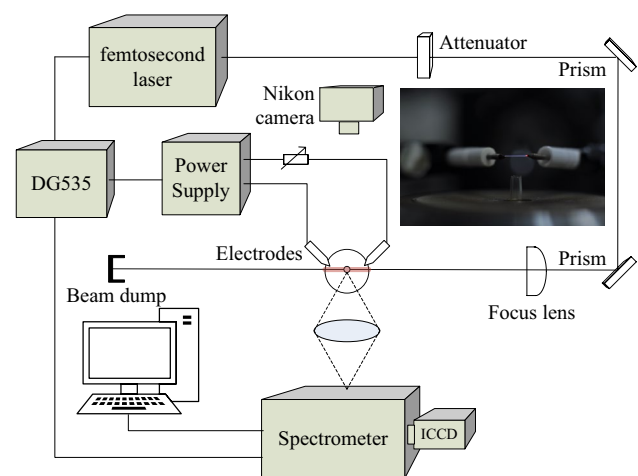 femtosecond
laser
Attenuator
Prism
Nikon
camera
DG535
Power
Supply
Electrodes
Prism
Beam dump
Focus lens
Spectrometer
ICCD